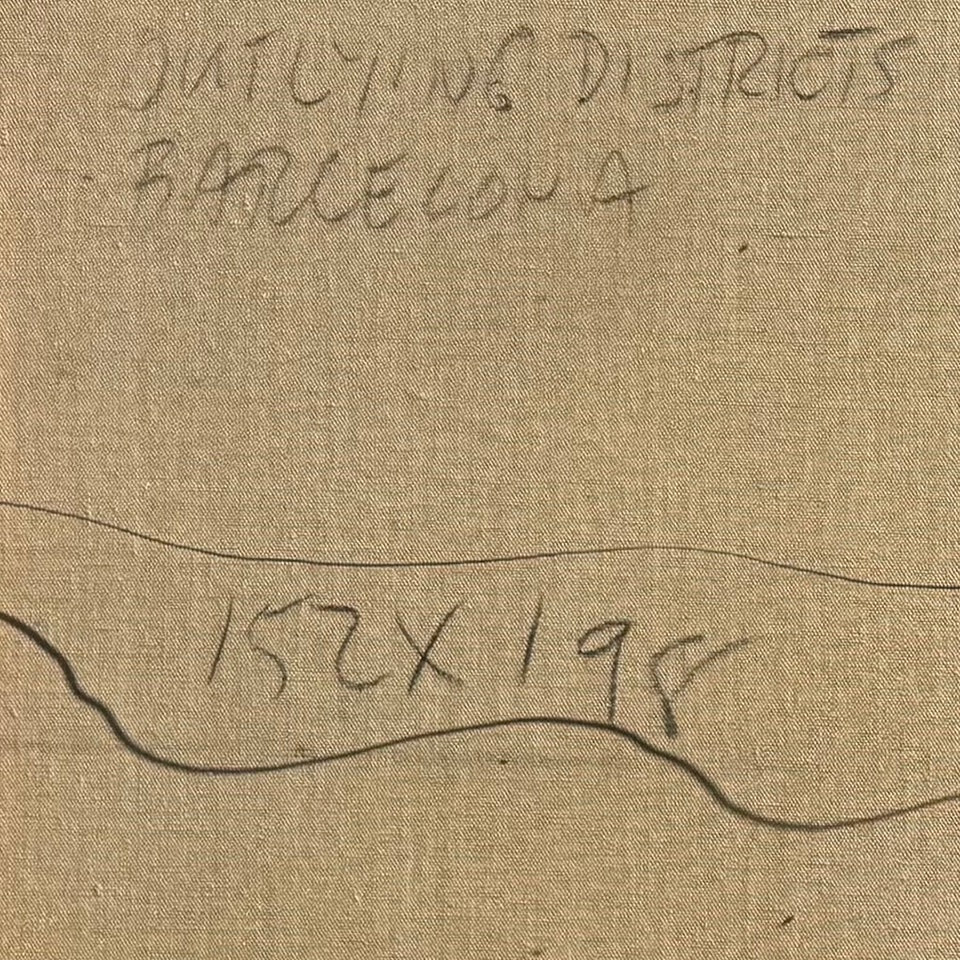 OUTLYING DISTRICTS
BARCELONA
152X198